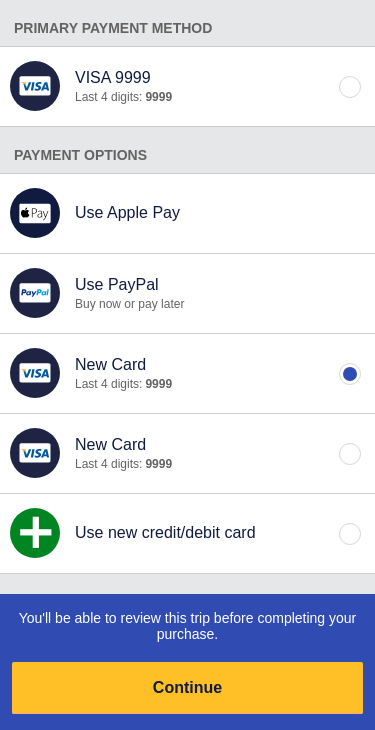 PRIMARY PAYMENT METHOD
VISA
VISA 9999
Last 4 digits: 9999
PAYMENT OPTIONS
Pay
Use Apple Pay
PayPal
Use PayPal
Buy now or pay later
VISA
New Card
Last 4 digits: 9999
VISA
New Card
Last 4 digits: 9999
Use new credit/debit card
You'll be able to review this trip before completing your
purchase.
Continue